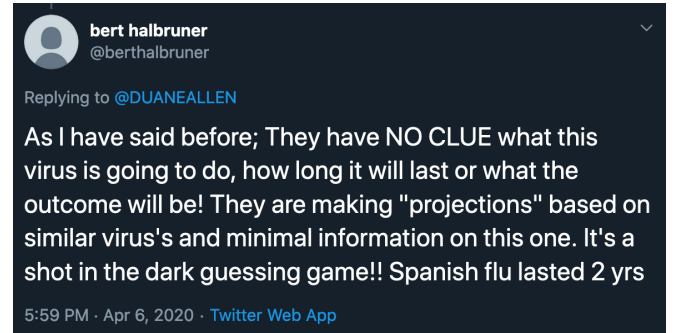 bert halbruner
@berthalbruner
Replying to @DUANEALLEN
As I have said before; They have NO CLUE what this
virus is going to do, how long it will last or what the
outcome will be! They are making "projections" based on
similar virus's and minimal information on this one. It's a
shot in the dark guessing game!! Spanish flu lasted 2 yrs
5:59 PM · Apr 6, 2020 · Twitter Web App